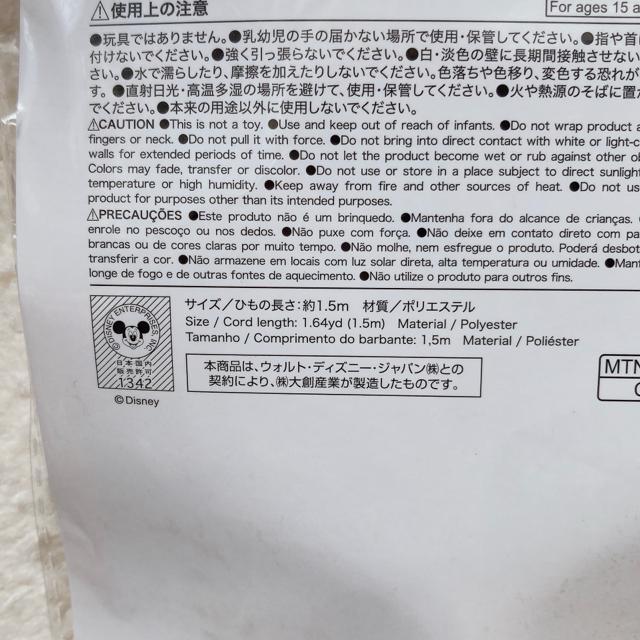 ⚠使用上の注意
For ages 15 a
●玩具ではありません。●乳幼児の手の届かない場所で使用・保管してください。●指や首に
付けないでください。●強く引っ張らないでください。●白・淡色の壁に長期間接触させない
さい。●水で濡らしたり、摩擦を加えたりしないでください。色落ちや色移り、変色する恐れが
す。●直射日光・高温多湿の場所を避けて、使用・保管してください。●火や熱源のそばに置か
でください。●本来の用途以外に使用しないでください。
⚠CAUTION ●This is not a toy. ●Use and keep out of reach of infants. ●Do not wrap product a
fingers or neck. ●Do not pull it with force. ●Do not bring into direct contact with white or light-c
walls for extended periods of time. ●Do not let the product become wet or rub against other o
Colors may fade, transfer or discolor. ●Do not use or store in a place subject to direct sunligh
temperature or high humidity. ●Keep away from fire and other sources of heat. ●Do not us
product for purposes other than its intended purposes.
⚠PRECAUÇÕES ●Este produto não é um brinquedo. ●Mantenha fora do alcance de crianças.
enrole no pescoço ou nos dedos. ●Não puxe com força. ●Não deixe em contato direto com pa
brancas ou de cores claras por muito tempo. ●Não molhe, nem esfregue o produto. Poderá desbot
transferir a cor. ●Não armazene em locais com luz solar direta, alta temperatura ou umidade. ●Mant
longe de fogo e de outras fontes de aquecimento. ●Não utilize o produto para outros fins.
©DISNEY ENTERPRISES, INC.
日本国内
販売許可
1342
©Disney
サイズ／ひもの長さ:約1.5m 材質／ポリエステル
Size / Cord length: 1.64yd (1.5m) Material / Polyester
Tamanho / Comprimento do barbante: 1,5m Material / Poliéster
本商品は、ウォルト・ディズニー・ジャパン㈱との
契約により、㈱大創産業が製造したものです。
MTN